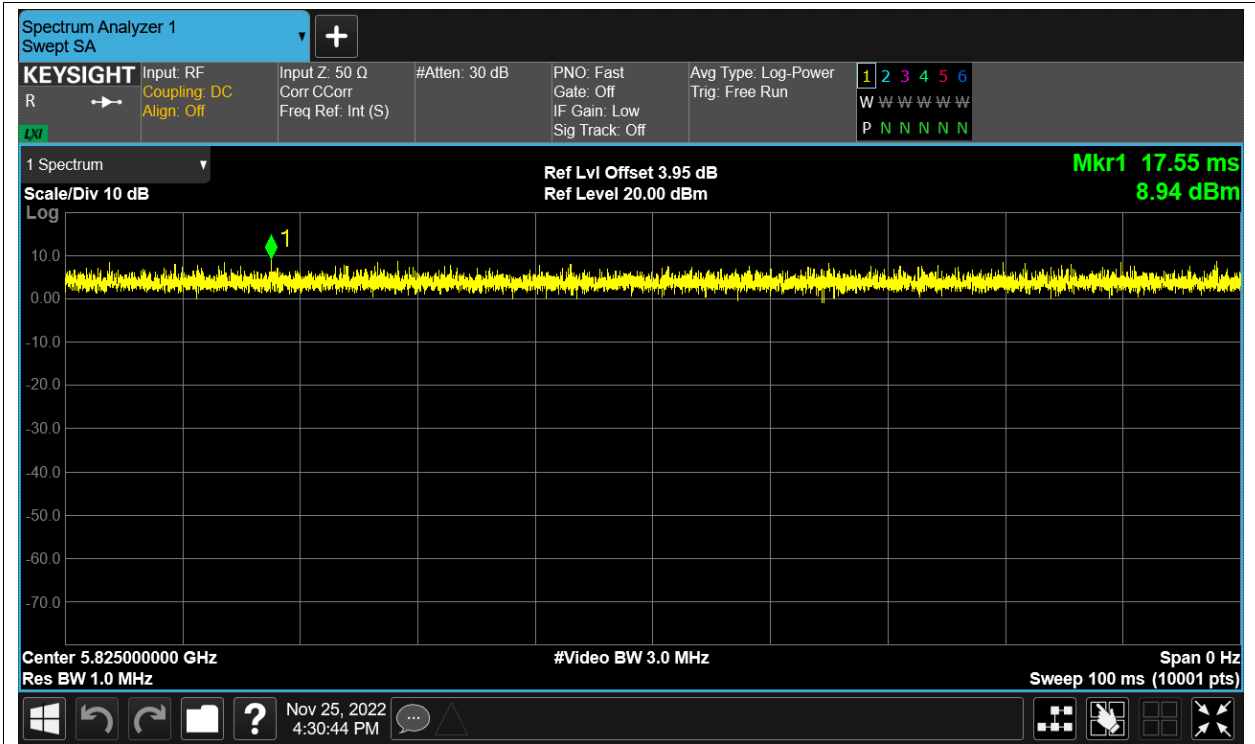 Spectrum Analyzer 1
Swept SA
KEYSIGHT
R
LXI
Input: RF
Coupling: DC
Align: Off
Input Z: 50 Ω
Corr CCorr
Freq Ref: Int (S)
#Atten: 30 dB
PNO: Fast
Gate: Off
IF Gain: Low
Sig Track: Off
Avg Type: Log-Power
Trig: Free Run
1 2 3 4 5 6
W W W W W W
P N N N N N
1 Spectrum
Scale/Div 10 dB
Log
Ref Lvl Offset 3.95 dB
Ref Level 20.00 dBm
Mkr1 17.55 ms
8.94 dBm
1
10.0
0.00
-10.0
-20.0
-30.0
-40.0
-50.0
-60.0
-70.0
Center 5.825000000 GHz
Res BW 1.0 MHz
#Video BW 3.0 MHz
Span 0 Hz
Sweep 100 ms (10001 pts)
?
Nov 25, 2022
4:30:44 PM